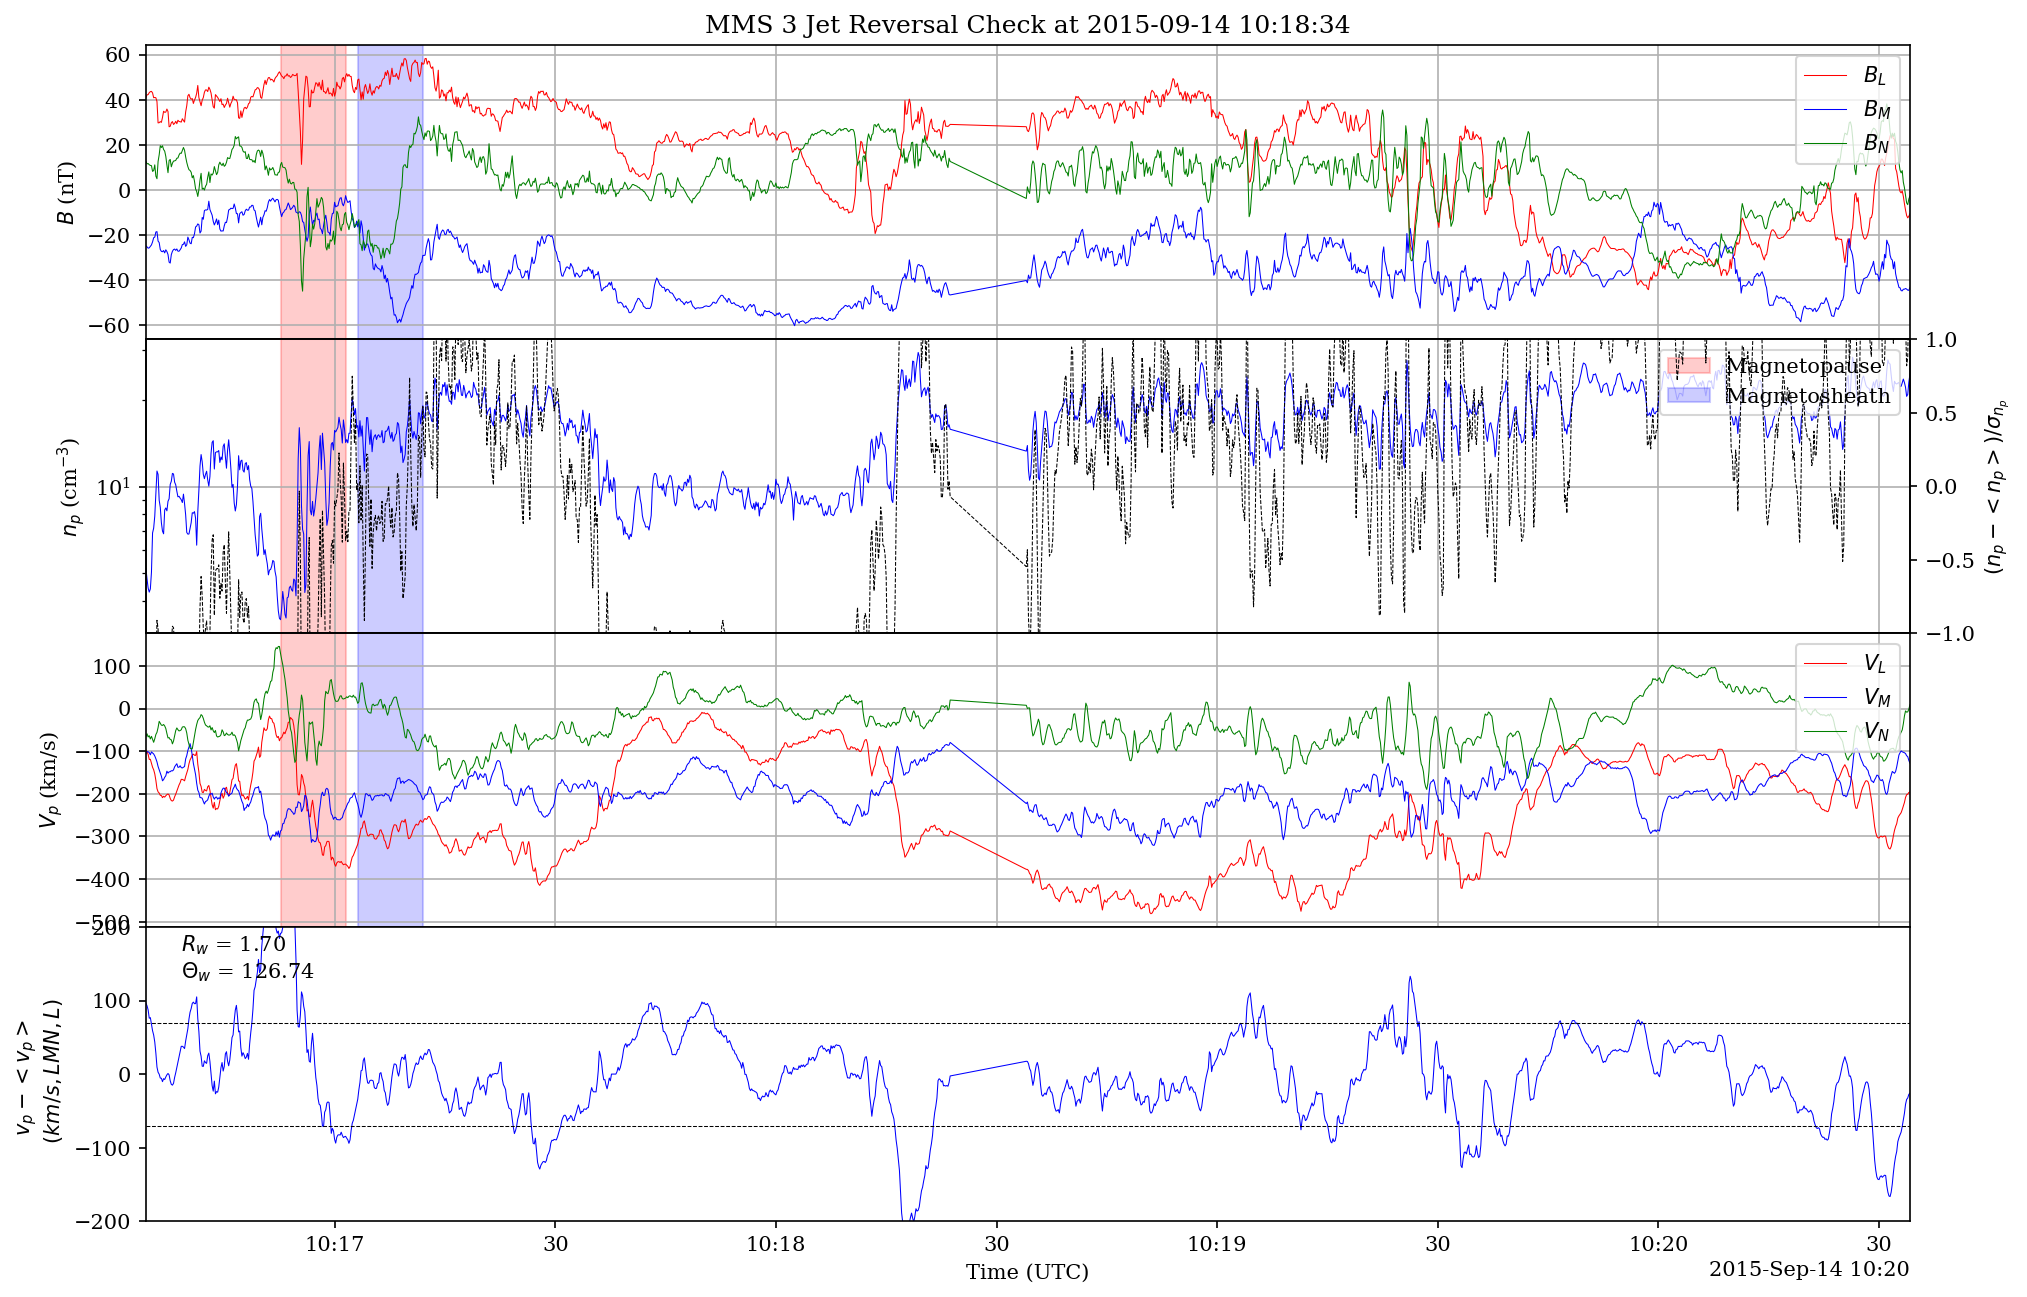 MMS 3 Jet Reversal Check at 2015-09-14 10:18:34
60
40
20
0
−20
−40
−60
B (nT)
B_L
B_M
B_N
10^1
n_p (cm^−3)
1.0
0.5
0.0
−0.5
−1.0
(n_p − < n_p >)/σ_{n_p}
Magnetopause
Magnetosheath
100
0
−100
−200
−300
−400
−500
V_p (km/s)
V_L
V_M
V_N
200
100
0
−100
−200
v_p − < v_p >
(km/s, LMN, L)
R_w = 1.70
Θ_w = 126.74
10:17
30
10:18
30
10:19
30
10:20
30
Time (UTC)
2015-Sep-14 10:20